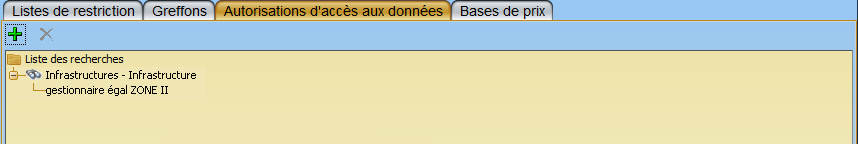 Listes de restriction Greffons Autorisations d'accès aux données Bases de prix
Liste des recherches
Infrastructures - Infrastructure
gestionnaire égal ZONE II